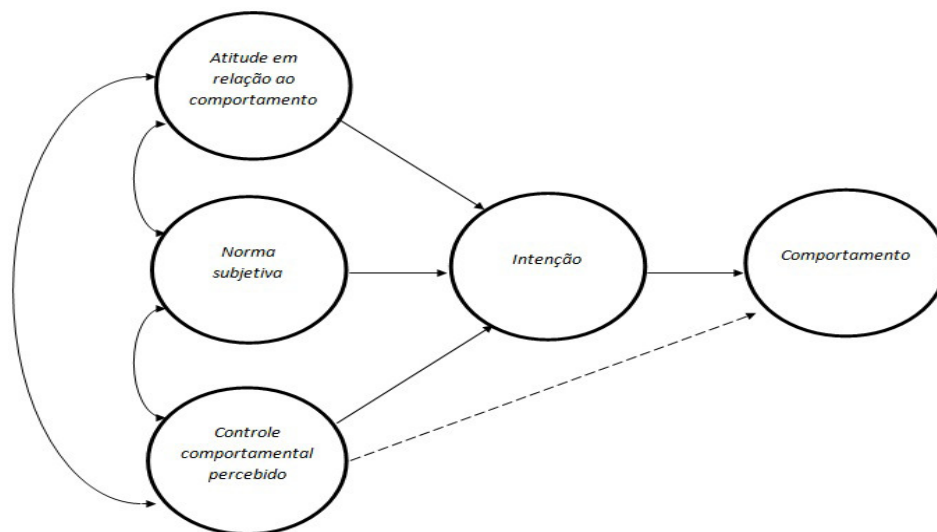 Atitude em
relação ao
comportamento
Norma
subjetiva
Intenção
Comportamento
Controle
comportamental
percebido